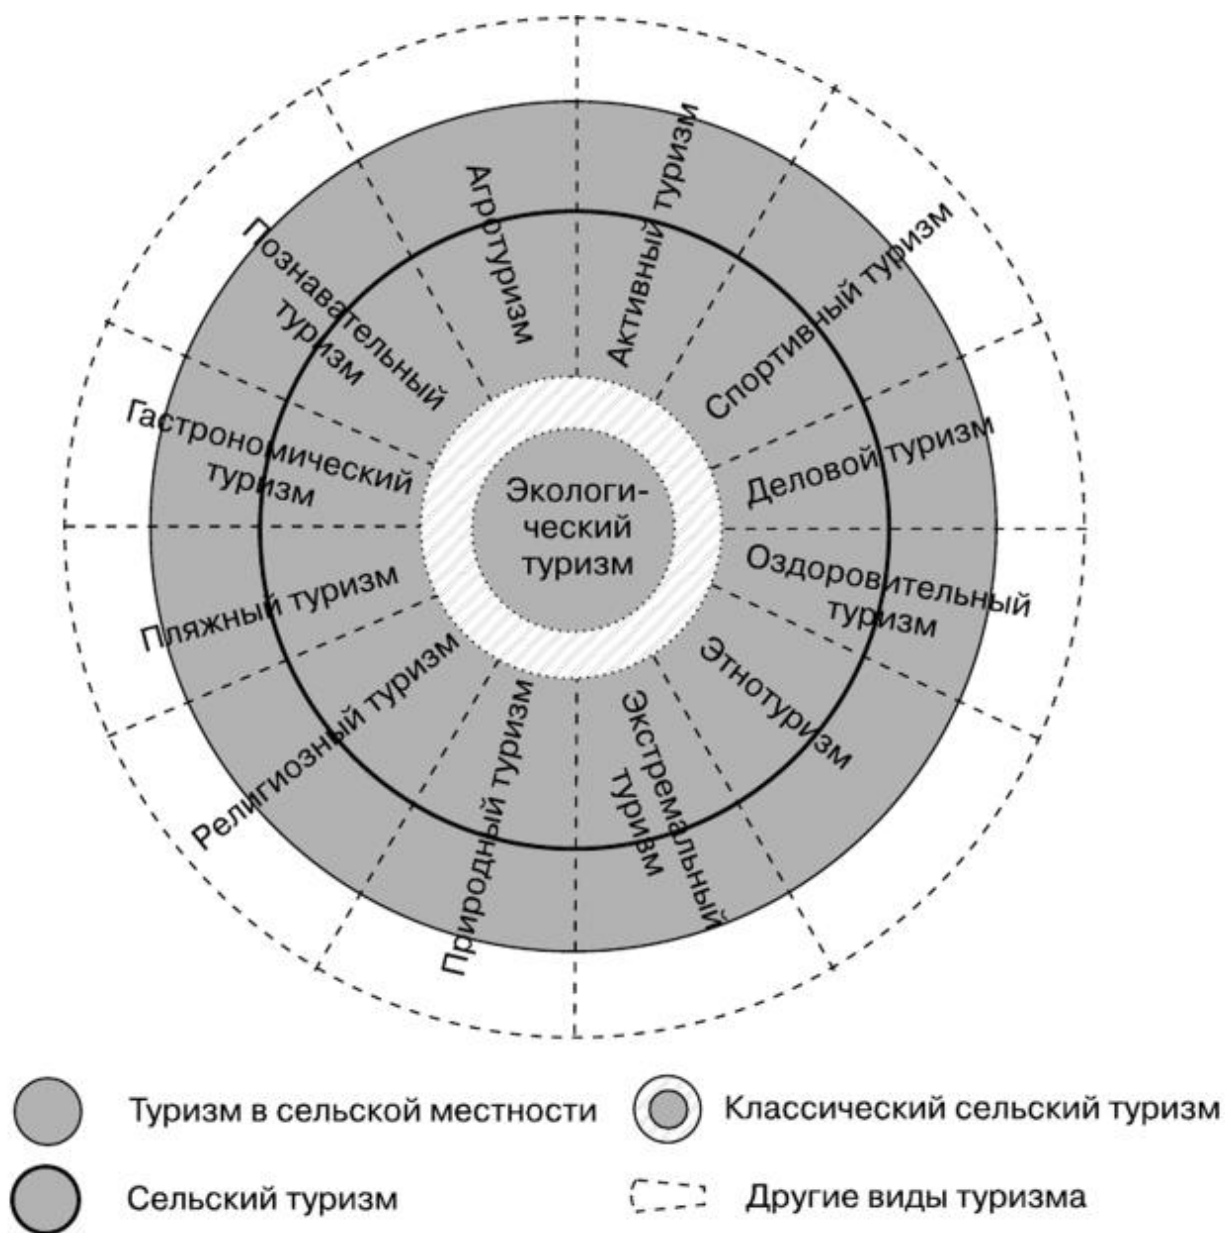 Агротуризм
Активный туризм
Спортивный туризм
Деловой туризм
Оздоровительный
туризм
Этнотуризм
Экстремальный
туризм
Природный туризм
Религиозный туризм
Пляжный туризм
Гастрономический
туризм
Познавательный
туризм
Экологи-
ческий
туризм
Туризм в сельской местности
Классический сельский туризм
Сельский туризм
Другие виды туризма